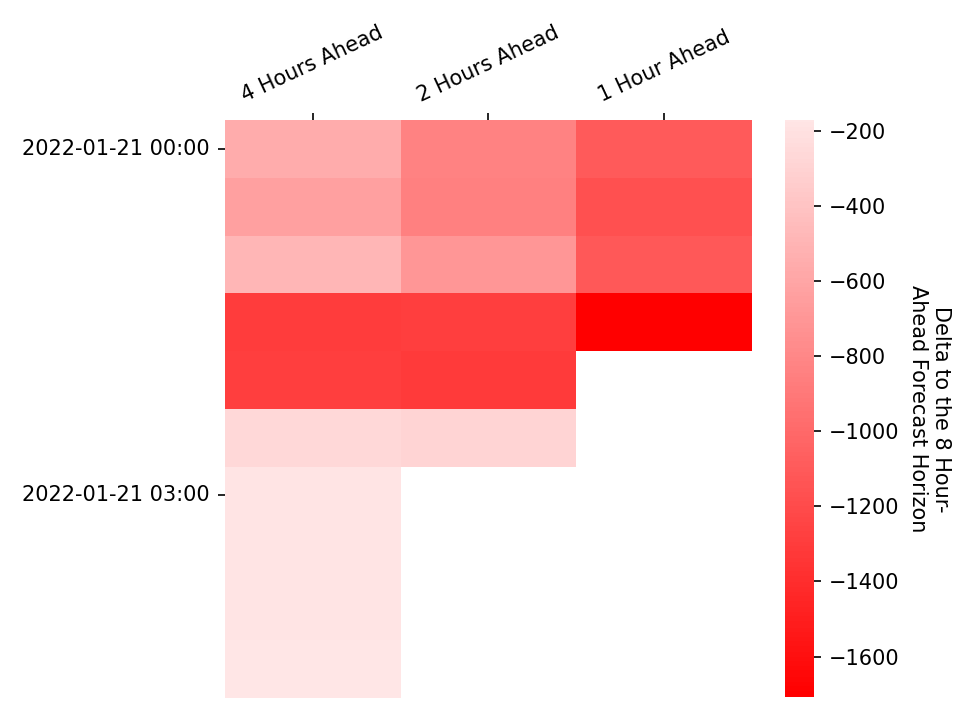 4 Hours Ahead
2 Hours Ahead
1 Hour Ahead
2022-01-21 00:00
2022-01-21 03:00
−200
−400
−600
−800
−1000
−1200
−1400
−1600
Delta to the 8 Hour-
Ahead Forecast Horizon